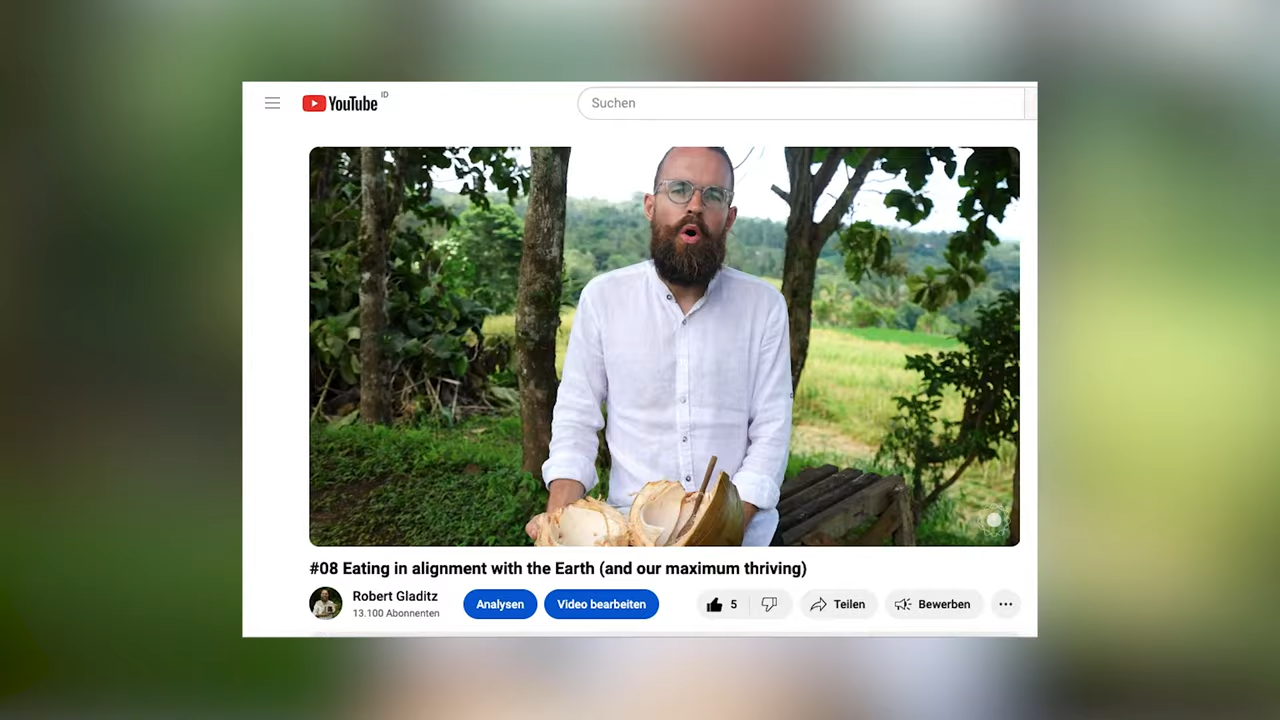 YouTube ID
Suchen
#08 Eating in alignment with the Earth (and our maximum thriving)
Robert Gladitz
13.100 Abonnenten
Analysen
Video bearbeiten
5
Teilen
Bewerben